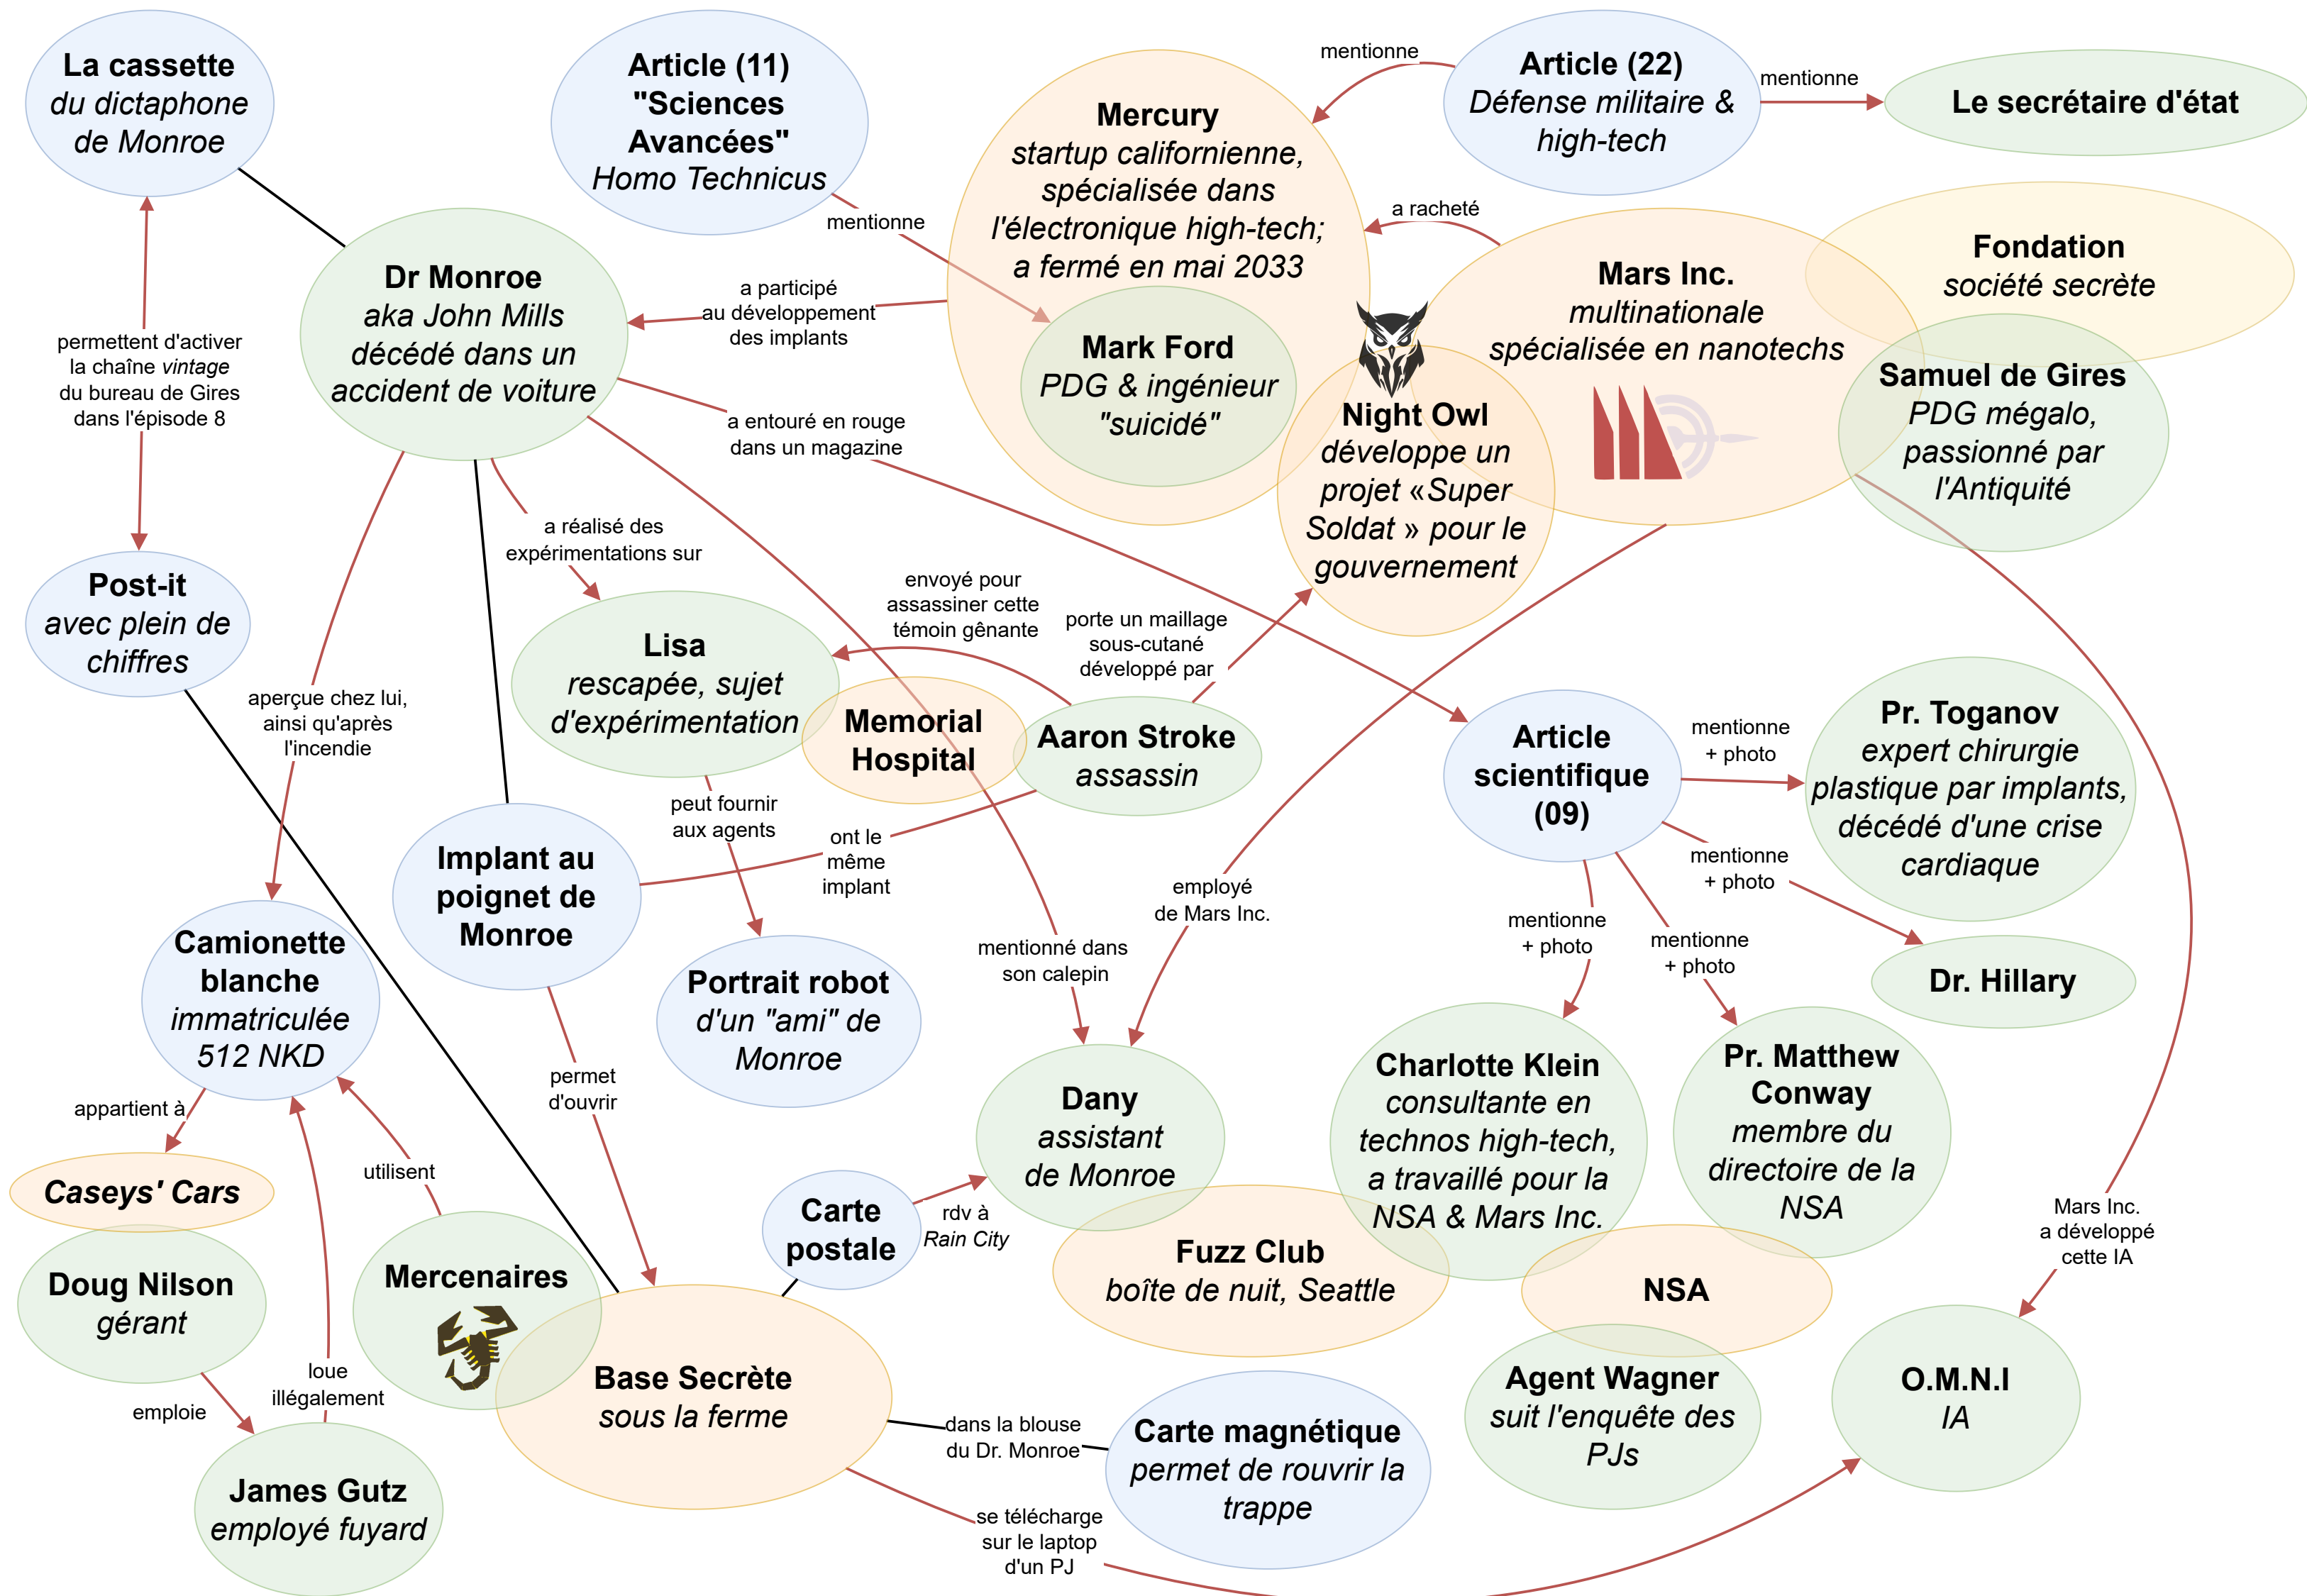 La cassette
du dictaphone
de Monroe
Article (11)
"Sciences
Avancées"
Homo Technicus
mentionne
Mercury
startup californienne,
spécialisée dans
l'électronique high-tech;
a fermé en mai 2033
mentionne
Article (22)
Défense militaire &
high-tech
mentionne
Le secrétaire d'état
a racheté
Mars Inc.
multinationale
spécialisée en nanotechs
Fondation
société secrète
Samuel de Gires
PDG mégalo,
passionné par
l'Antiquité
Dr Monroe
aka John Mills
décédé dans un
accident de voiture
a participé
au développement
des implants
Mark Ford
PDG & ingénieur
"suicidé"
Night Owl
développe un
projet «Super
Soldat » pour le
gouvernement
permettent d'activer
la chaîne vintage
du bureau de Gires
dans l'épisode 8
a entouré en rouge
dans un magazine
a réalisé des
expérimentations sur
Post-it
avec plein de
chiffres
envoyé pour
assassiner cette
témoin gênante
porte un maillage
sous-cutané
développé par
Lisa
rescapée, sujet
d'expérimentation
Memorial
Hospital
Aaron Stroke
assassin
aperçue chez lui,
ainsi qu'après
l'incendie
Article
scientifique
(09)
mentionne
+ photo
Pr. Toganov
expert chirurgie
plastique par implants,
décédé d'une crise
cardiaque
peut fournir
aux agents
ont le
même
implant
Implant au
poignet de
Monroe
employé
de Mars Inc.
mentionne
+ photo
mentionne
+ photo
mentionne
+ photo
Dr. Hillary
mentionné dans
son calepin
Camionette
blanche
immatriculée
512 NKD
Portrait robot
d'un "ami" de
Monroe
permet
d'ouvrir
Dany
assistant
de Monroe
Charlotte Klein
consultante en
technos high-tech,
a travaillé pour la
NSA & Mars Inc.
Pr. Matthew
Conway
membre du
directoire de la
NSA
appartient à
Caseys' Cars
utilisent
Carte
postale
rdv à
Rain City
Mars Inc.
a développé
cette IA
Doug Nilson
gérant
Mercenaires
Fuzz Club
boîte de nuit, Seattle
NSA
loue
illégalement
emploie
Base Secrète
sous la ferme
dans la blouse
du Dr. Monroe
Carte magnétique
permet de rouvrir la
trappe
Agent Wagner
suit l'enquête des
PJs
O.M.N.I
IA
James Gutz
employé fuyard
se télécharge
sur le laptop
d'un PJ